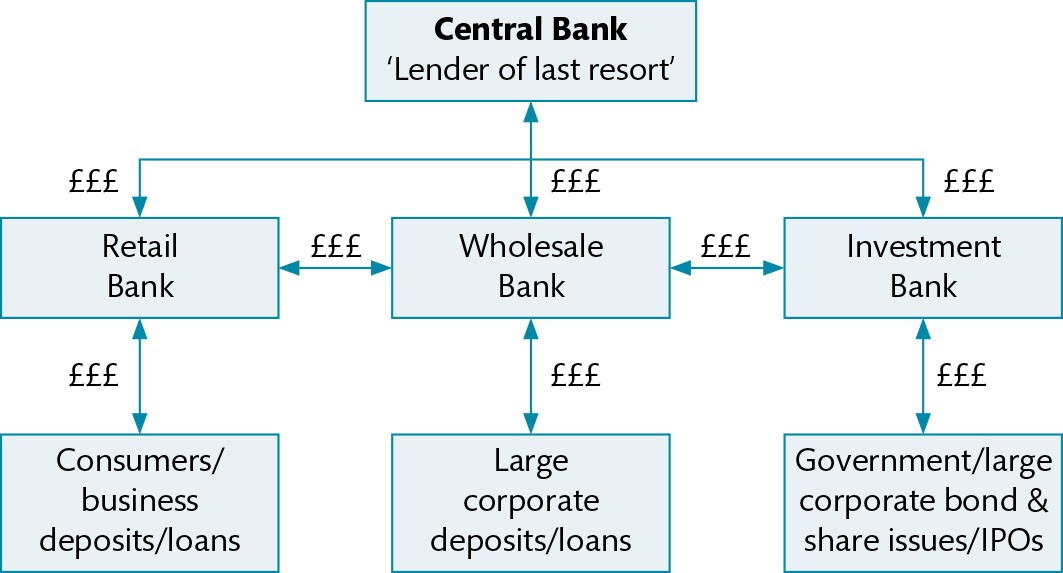 Central Bank
‘Lender of last resort’
£££
£££
£££
Retail
Bank
£££
Wholesale
Bank
£££
Investment
Bank
£££
£££
£££
Consumers/
business
deposits/loans
Large
corporate
deposits/loans
Government/large
corporate bond &
share issues/IPOs